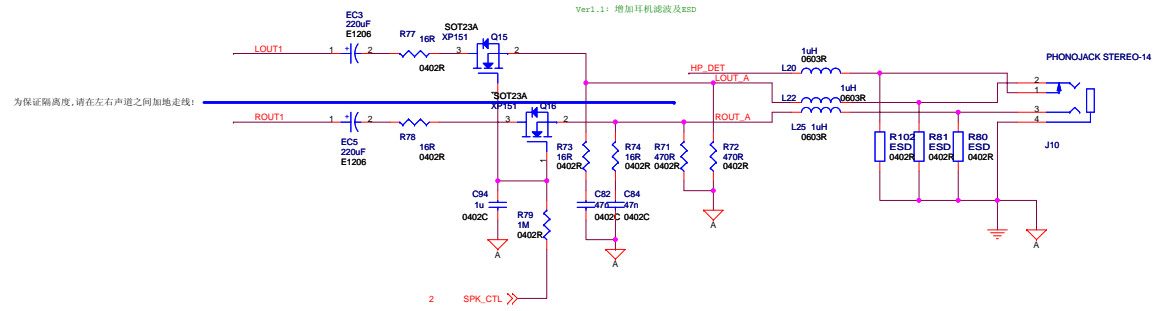 Ver1.1: 增加耳机滤波及ESD
EC3
220uF
E1206
LOUT1
1
2
R77
16R
0402R
SOT23A
XP151
Q15
3
2
1uH
0603R
L20
HP_DET
LOUT_A
PHONOJACK STEREO-14
2
1
3
4
J10
为保证隔离度,请在左右声道之间加地走线!
ROUT1
1
2
EC5
220uF
E1206
R78
16R
0402R
SOT23A
XP151
Q16
3
2
1
ROUT_A
L22
1uH
0603R
L25 1uH
0603R
R73
16R
0402R
R74
16R
0402R
R71
470R
0402R
R72
470R
0402R
R102
ESD
0402R
R81
ESD
0402R
R80
ESD
0402R
C94
1u
0402C
R79
1M
0402R
C82
47n
0402C
C84
47n
0402C
A
A
A
A
2
SPK_CTL